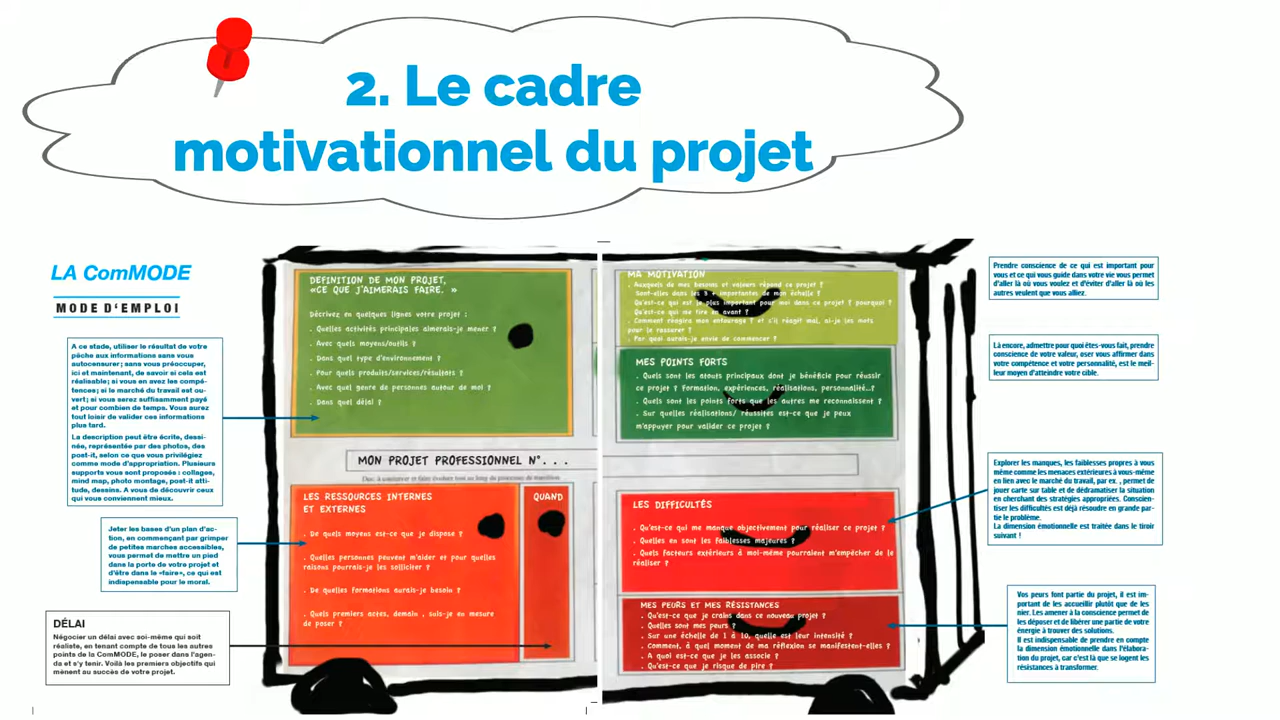 2. Le cadre
motivationnel du projet
LA ComMODE
MODE D'EMPLOI
A ce stade, utiliser le résultat de votre
pêche aux informations sans vous
autocensurer ; sans vous préoccuper,
ici et maintenant, de savoir si cela est
réalisable ; si vous en avez les compé-
tences ; si le marché du travail est ou-
vert ; si vous serez suffisamment payé
et pour combien de temps. Vous aurez
tout loisir de valider ces informations
plus tard.
La description peut être écrite, dessi-
née, représentée par des photos, des
post-it, selon ce que vous privilégiez
comme mode d'appropriation. Plusieurs
supports vous sont proposés : collages,
mind map, photo montage, post-it atti-
tude, dessins. A vous de découvrir ceux
qui vous conviennent mieux.
Jeter les bases d'un plan d'ac-
tion, en commençant par grimper
de petites marches accessibles,
vous permet de mettre un pied
dans la porte de votre projet et
d'être dans le «faire», ce qui est
indispensable pour le moral.
DÉLAI
Négocier un délai avec soi-même qui soit
réaliste, en tenant compte de tous les autres
points de la ComMODE, le poser dans l'agen-
da et s'y tenir. Voilà les premiers objectifs qui
mènent au succès de votre projet.
DEFINITION DE MON PROJET,
«CE QUE J'AIMERAIS FAIRE. »
Décrivez en quelques lignes votre projet :
. Quelles activités principales aimerais-je mener ?
. Avec quels moyens/outils ?
. Dans quel type d'environnement ?
. Pour quels produits/services/résultats ?
. Avec quel genre de personnes autour de moi ?
. Dans quel délai ?
MA MOTIVATION
. Auxquels de mes besoins et valeurs répond ce projet ?
Sont-elles dans les 3 + importantes de mon échelle ?
. Qu'est-ce qui est le plus important pour moi dans ce projet ? pourquoi ?
. Qu'est-ce qui me tire en avant ?
. Comment réagira mon entourage ? et s'il réagit mal, ai-je les mots
pour le rassurer ?
. Par quoi aurais-je envie de commencer ?
MES POINTS FORTS
. Quels sont les atouts principaux dont je bénéficie pour réussir
ce projet ? Formation, expériences, réalisations, personnalité..?
. Quels sont les points forts que les autres me reconnaissent ?
. Sur quelles réalisations/ réussites est-ce que je peux
m'appuyer pour valider ce projet ?
MON PROJET PROFESSIONNEL N°. . .
à consulter et faire évoluer tout au long du processus de transition
LES RESSOURCES INTERNES
ET EXTERNES
. De quels moyens est-ce que je dispose ?
. Quelles personnes peuvent m'aider et pour quelles
raisons pourrais-je les solliciter ?
. De quelles formations aurais-je besoin ?
. Quels premiers actes, demain , suis-je en mesure
de poser ?
QUAND
LES DIFFICULTÉS
. Qu'est-ce qui me manque objectivement pour réaliser ce projet ?
. Quelles en sont les faiblesses majeures ?
. Quels facteurs extérieurs à moi-même pourraient m'empêcher de le
réaliser ?
MES PEURS ET MES RÉSISTANCES
. Qu'est-ce que je crains dans ce nouveau projet ?
. Quelles sont mes peurs ?
. Sur une échelle de 1 à 10, quelle est leur intensité ?
. Comment, à quel moment de ma réflexion se manifestent-elles ?
. A quoi est-ce que je les associe ?
. Qu'est-ce que je risque de pire ?
Prendre conscience de ce qui est important pour
vous et ce qui vous guide dans votre vie vous permet
d'aller là où vous voulez et d'éviter d'aller là où les
autres veulent que vous alliez.
Là encore, admettre pour quoi êtes-vous fait, prendre
conscience de votre valeur, oser vous affirmer dans
votre compétence et votre personnalité, est le meil-
leur moyen d'atteindre votre cible.
Explorer les manques, les faiblesses propres à vous
même comme les menaces extérieures à vous-même
en lien avec le marché du travail, par ex. , permet de
jouer carte sur table et de dédramatiser la situation
en cherchant des stratégies appropriées. Conscien-
tiser les difficultés est déjà résoudre en grande par-
tie le problème.
La dimension émotionnelle est traitée dans le tiroir
suivant !
Vos peurs font partie du projet, il est im-
portant de les accueillir plutôt que de les
nier. Les amener à la conscience permet de
les déposer et de libérer une partie de votre
énergie à trouver des solutions.
Il est indispensable de prendre en compte
la dimension émotionnelle dans l'élabora-
tion du projet, car c'est là que se logent les
résistances à transformer.